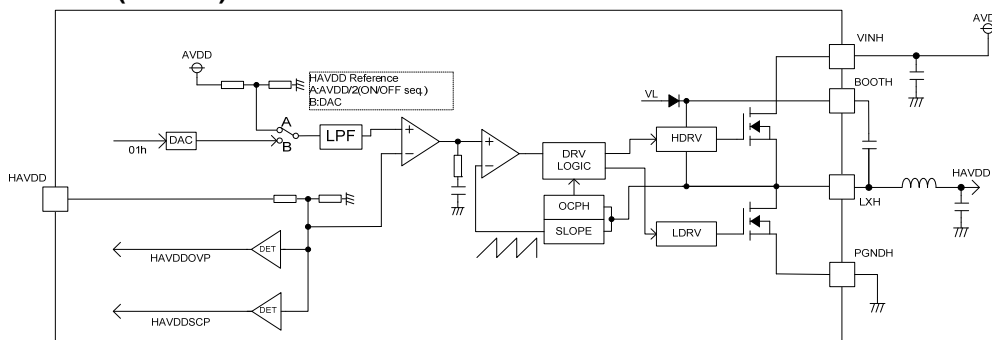 AVDD
HAVDD Reference
A:AVDD/2(ON/OFF seq.)
B:DAC
A
B
LPF
01h
DAC
HAVDD
+
−
+
−
DRV
LOGIC
OCPH
SLOPE
VL
HDRV
LDRV
VINH
BOOTH
LXH
HAVDD
PGNDH
DET
HAVDDOVP
DET
HAVDDSCP